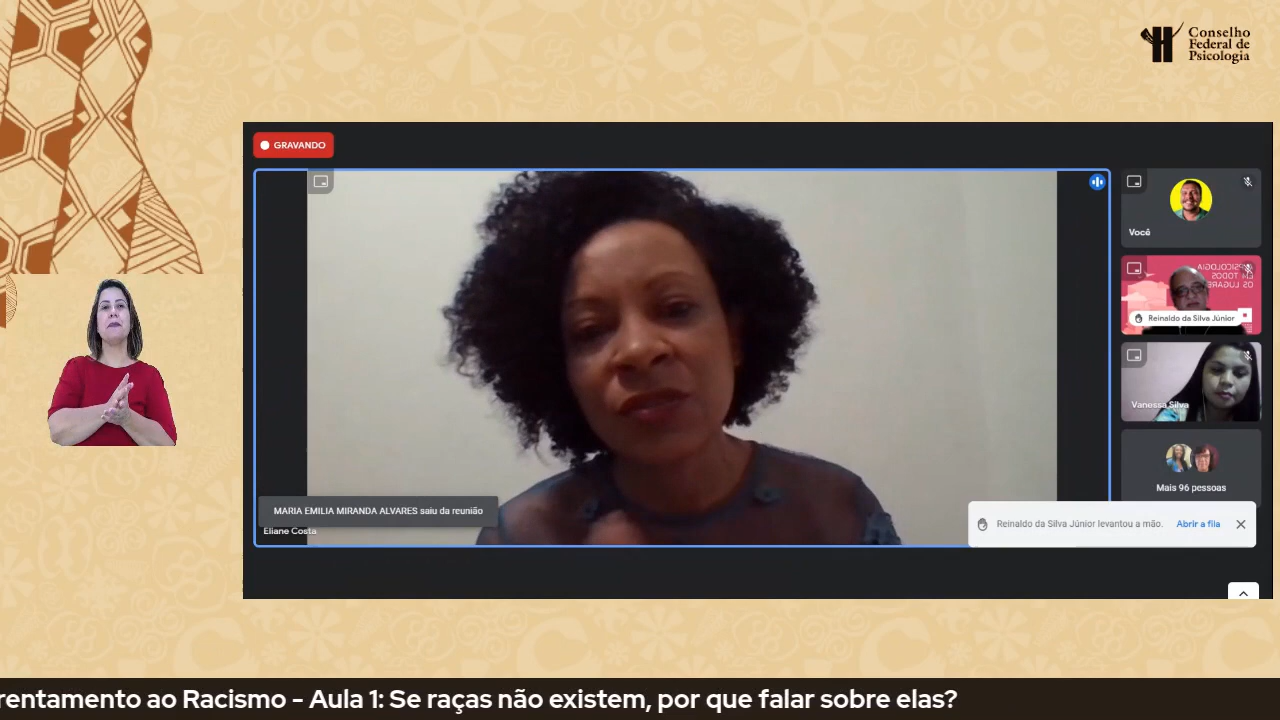 Conselho
Federal de
Psicologia
GRAVANDO
Você
Reinaldo da Silva Júnior
Vanessa Silva
Mais 96 pessoas
MARIA EMILIA MIRANDA ALVARES saiu da reunião
Eliane Costa
Reinaldo da Silva Júnior levantou a mão.
Abrir a fila
rentamento ao Racismo - Aula 1: Se raças não existem, por que falar sobre elas?